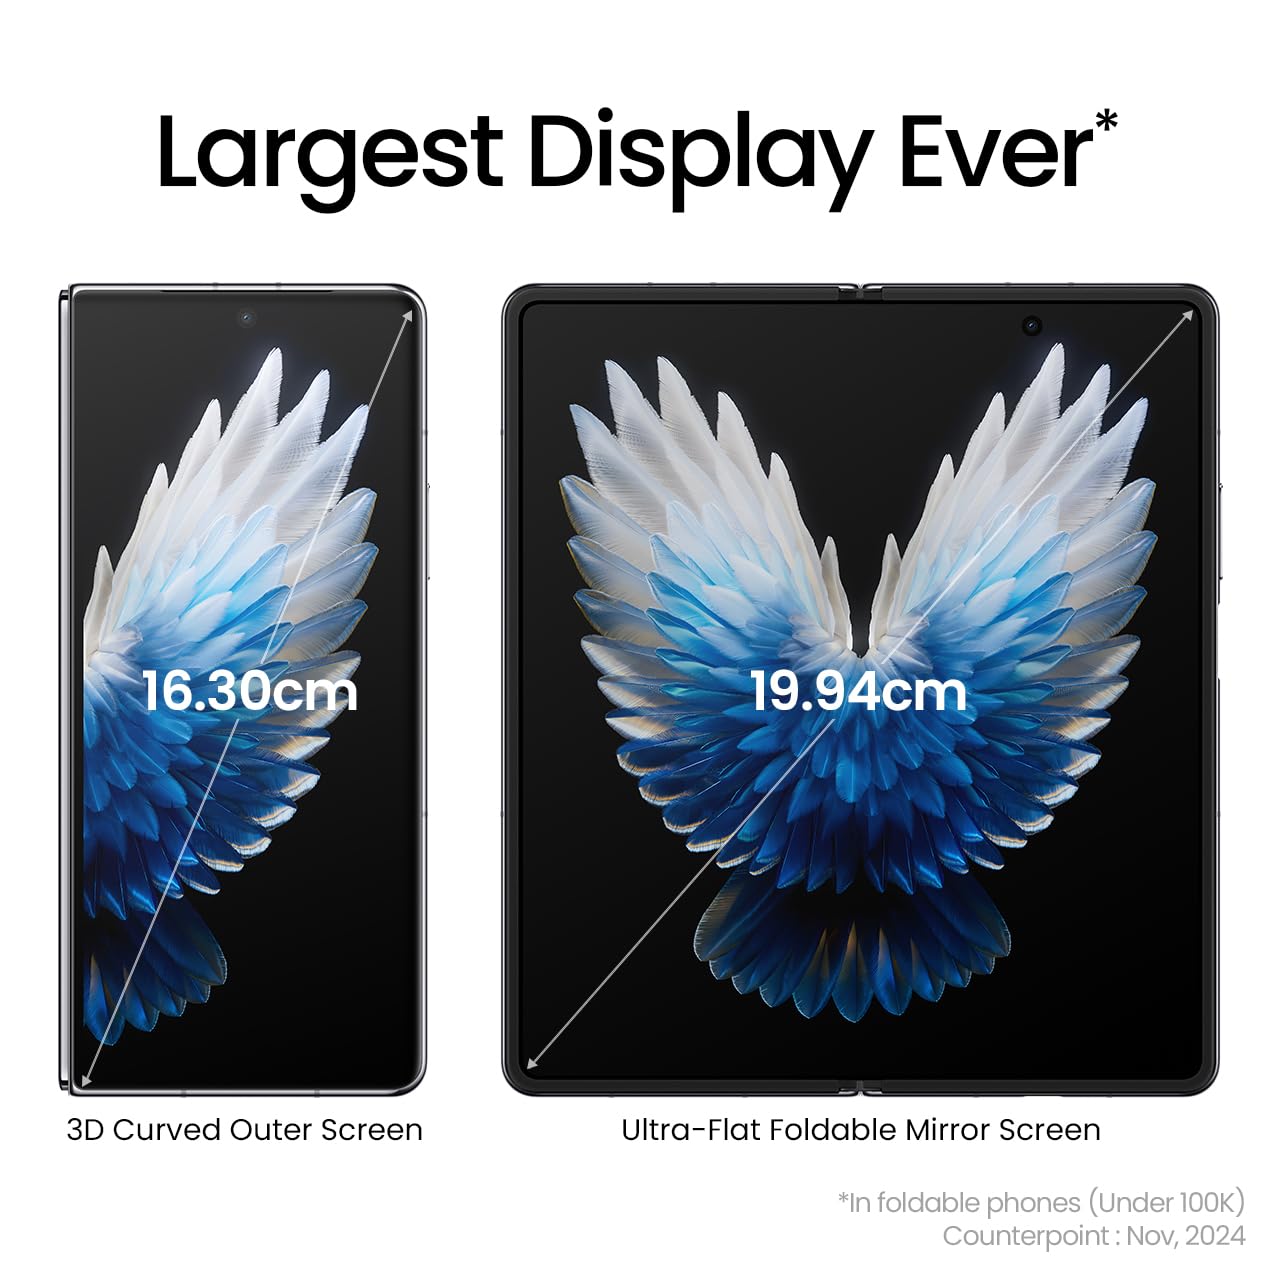 Largest Display Ever*
16.30cm
19.94cm
3D Curved Outer Screen
Ultra-Flat Foldable Mirror Screen
*In foldable phones (Under 100K)
Counterpoint : Nov, 2024